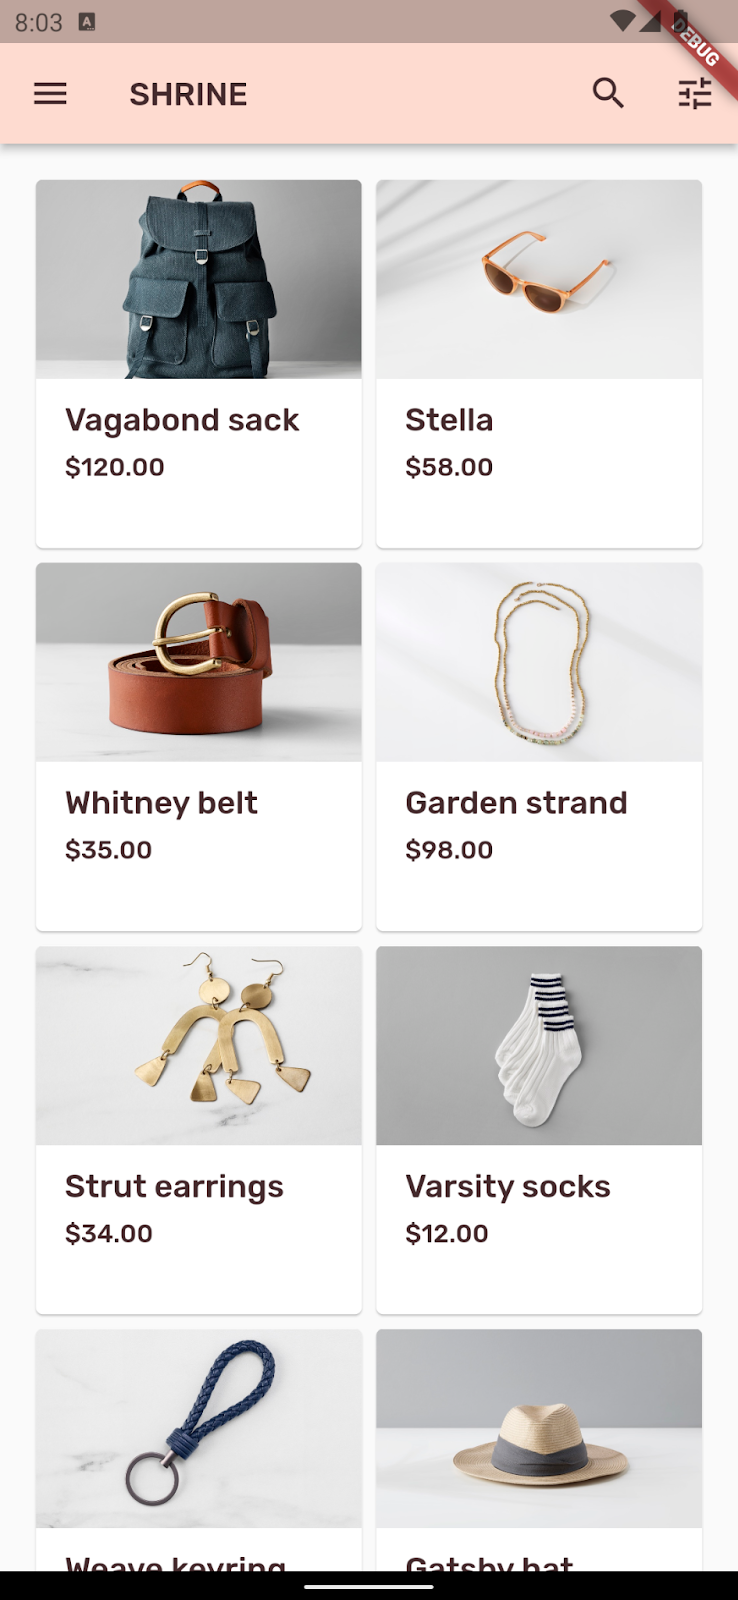 8:03
A
DEBUG
SHRINE
Vagabond sack
$120.00
Stella
$58.00
Whitney belt
$35.00
Garden strand
$98.00
Strut earrings
$34.00
Varsity socks
$12.00
Weave keyring
Gatsby hat